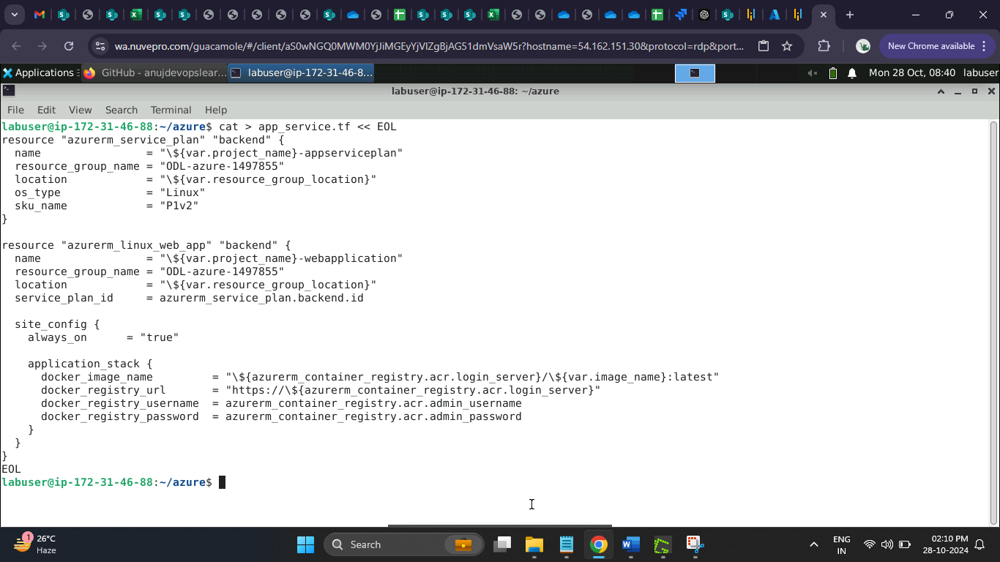 wa.nuvepro.com/guacamole/#/client/aS0wNGQ0MWM0YjJiMGEyYjVlZgBjAG51dmVsaW5r?hostname=54.162.151.30&protocol=rdp&port...
New Chrome available
Applications
GitHub - anujdevopslear...
labuser@ip-172-31-46-8...
Mon 28 Oct, 08:40
labuser
labuser@ip-172-31-46-88: ~/azure
File Edit View Search Terminal Help
labuser@ip-172-31-46-88:~/azure$ cat > app_service.tf << EOL
resource "azurerm_service_plan" "backend" {
  name                = "\${var.project_name}-appserviceplan"
  resource_group_name = "ODL-azure-1497855"
  location            = "\${var.resource_group_location}"
  os_type             = "Linux"
  sku_name            = "P1v2"
}
resource "azurerm_linux_web_app" "backend" {
  name                = "\${var.project_name}-webapplication"
  resource_group_name = "ODL-azure-1497855"
  location            = "\${var.resource_group_location}"
  service_plan_id     = azurerm_service_plan.backend.id
  site_config {
    always_on      = "true"
    application_stack {
      docker_image_name         = "\${azurerm_container_registry.acr.login_server}/\${var.image_name}:latest"
      docker_registry_url       = "https://\${azurerm_container_registry.acr.login_server}"
      docker_registry_username  = azurerm_container_registry.acr.admin_username
      docker_registry_password  = azurerm_container_registry.acr.admin_password
    }
  }
}
EOL
labuser@ip-172-31-46-88:~/azure$
1
26°C
Haze
Search
ENG
IN
02:10 PM
28-10-2024